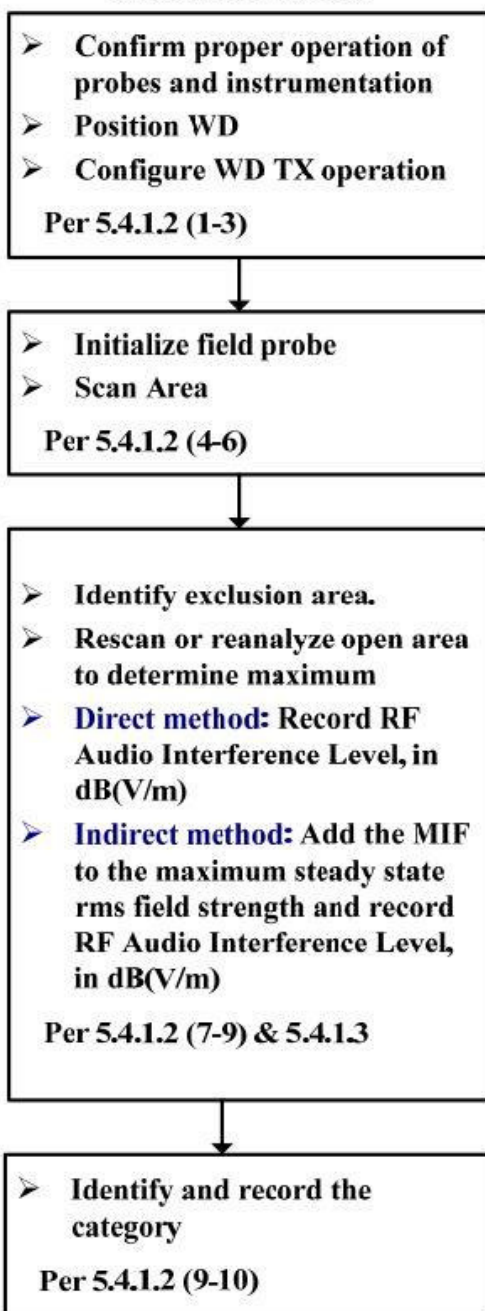 ➢ Confirm proper operation of
probes and instrumentation
➢ Position WD
➢ Configure WD TX operation
Per 5.4.1.2 (1-3)
➢ Initialize field probe
➢ Scan Area
Per 5.4.1.2 (4-6)
➢ Identify exclusion area.
➢ Rescan or reanalyze open area
to determine maximum
➢ Direct method: Record RF
Audio Interference Level, in
dB(V/m)
➢ Indirect method: Add the MIF
to the maximum steady state
rms field strength and record
RF Audio Interference Level,
in dB(V/m)
Per 5.4.1.2 (7-9) & 5.4.1.3
➢ Identify and record the
category
Per 5.4.1.2 (9-10)